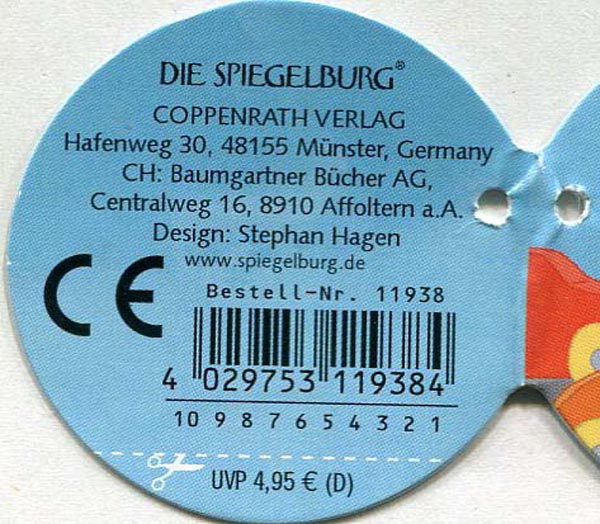 DIE SPIEGELBURG®
COPPENRATH VERLAG
Hafenweg 30, 48155 Münster, Germany
CH: Baumgartner Bücher AG,
Centralweg 16, 8910 Affoltern a.A.
Design: Stephan Hagen
www.spiegelburg.de
CE
Bestell-Nr. 11938
4 029753 119384
10 9 8 7 6 5 4 3 2 1
UVP 4,95 € (D)